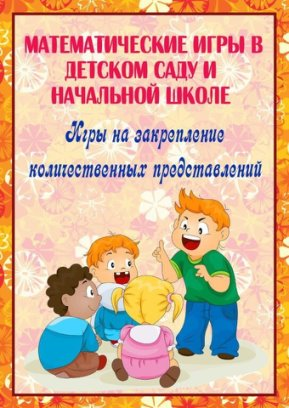 МАТЕМАТИЧЕСКИЕ ИГРЫ В
ДЕТСКОМ САДУ И
НАЧАЛЬНОЙ ШКОЛЕ
Игры на закрепление
количественных представлений